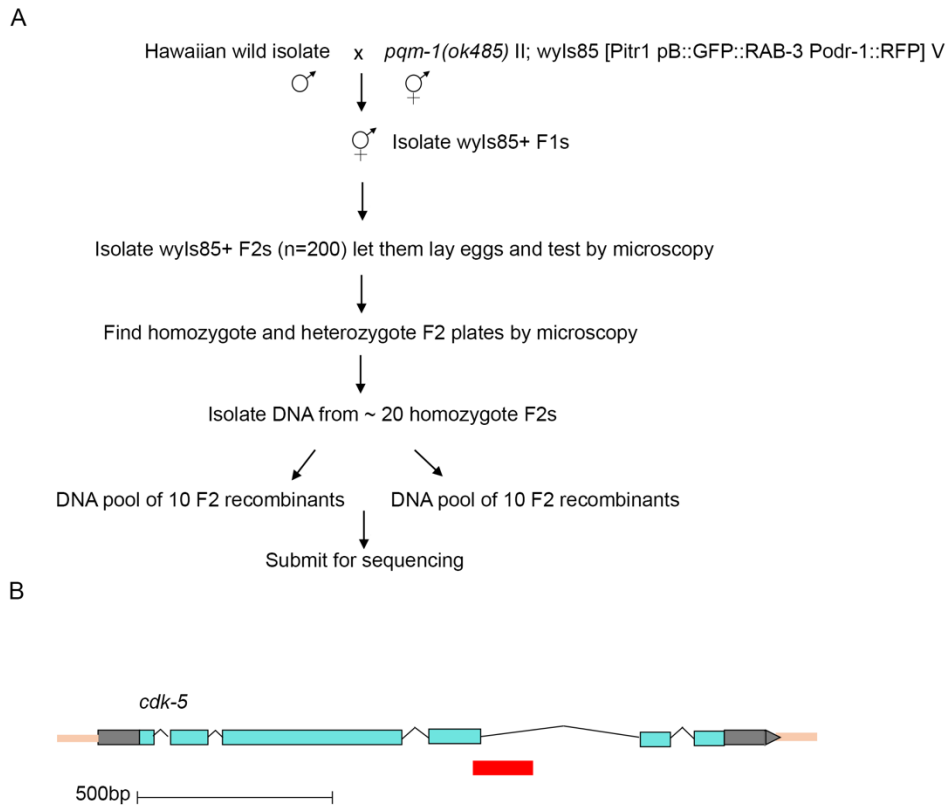 A
Hawaiian wild isolate x pqm-1(ok485) II; wyIs85 [Pitr1 pB::GFP::RAB-3 Podr-1::RFP] V
Isolate wyIs85+ F1s
Isolate wyIs85+ F2s (n=200) let them lay eggs and test by microscopy
Find homozygote and heterozygote F2 plates by microscopy
Isolate DNA from ~ 20 homozygote F2s
DNA pool of 10 F2 recombinants DNA pool of 10 F2 recombinants
Submit for sequencing
B
cdk-5
500bp